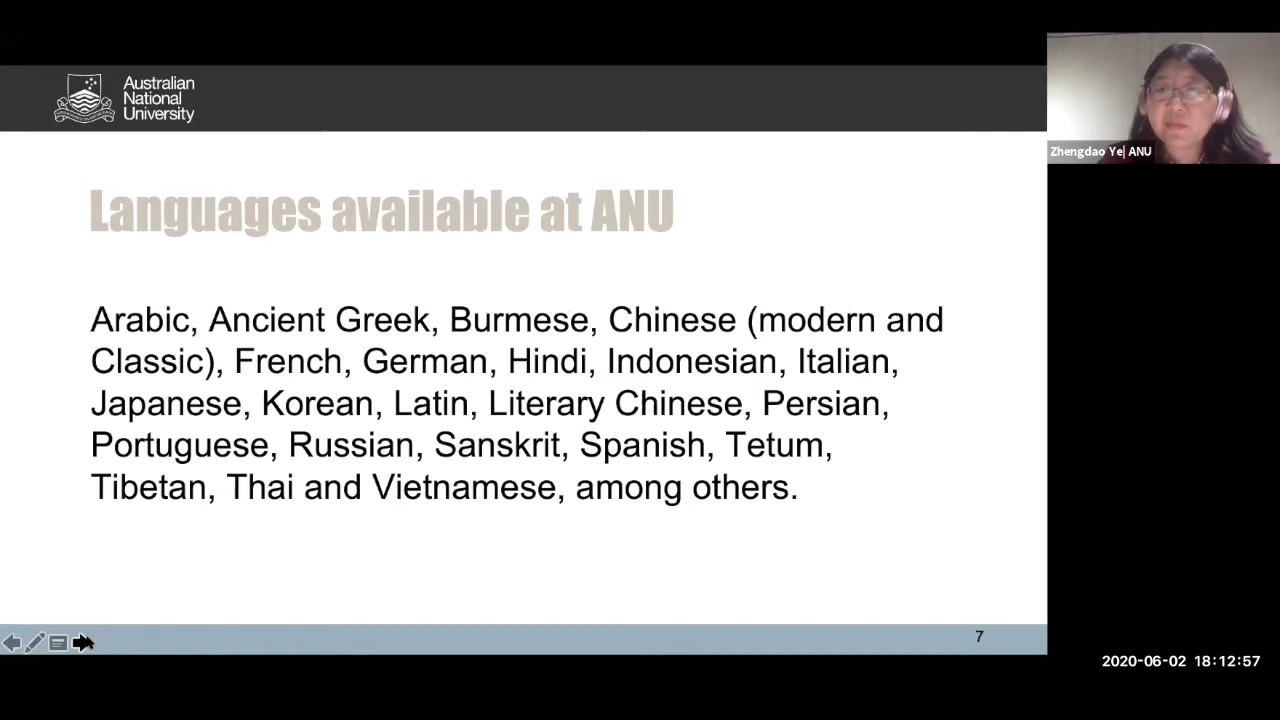 Australian
National
University
Zhengdao Ye| ANU
Languages available at ANU
Arabic, Ancient Greek, Burmese, Chinese (modern and
Classic), French, German, Hindi, Indonesian, Italian,
Japanese, Korean, Latin, Literary Chinese, Persian,
Portuguese, Russian, Sanskrit, Spanish, Tetum,
Tibetan, Thai and Vietnamese, among others.
7
2020-06-02 18:12:57